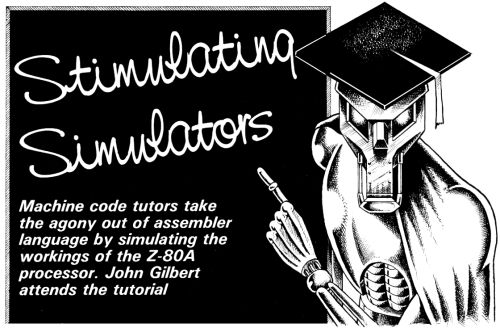 Stimulating
Simulators
Machine code tutors take
the agony out of assembler
language by simulating the
workings of the Z-80A
processor. John Gilbert
attends the tutorial